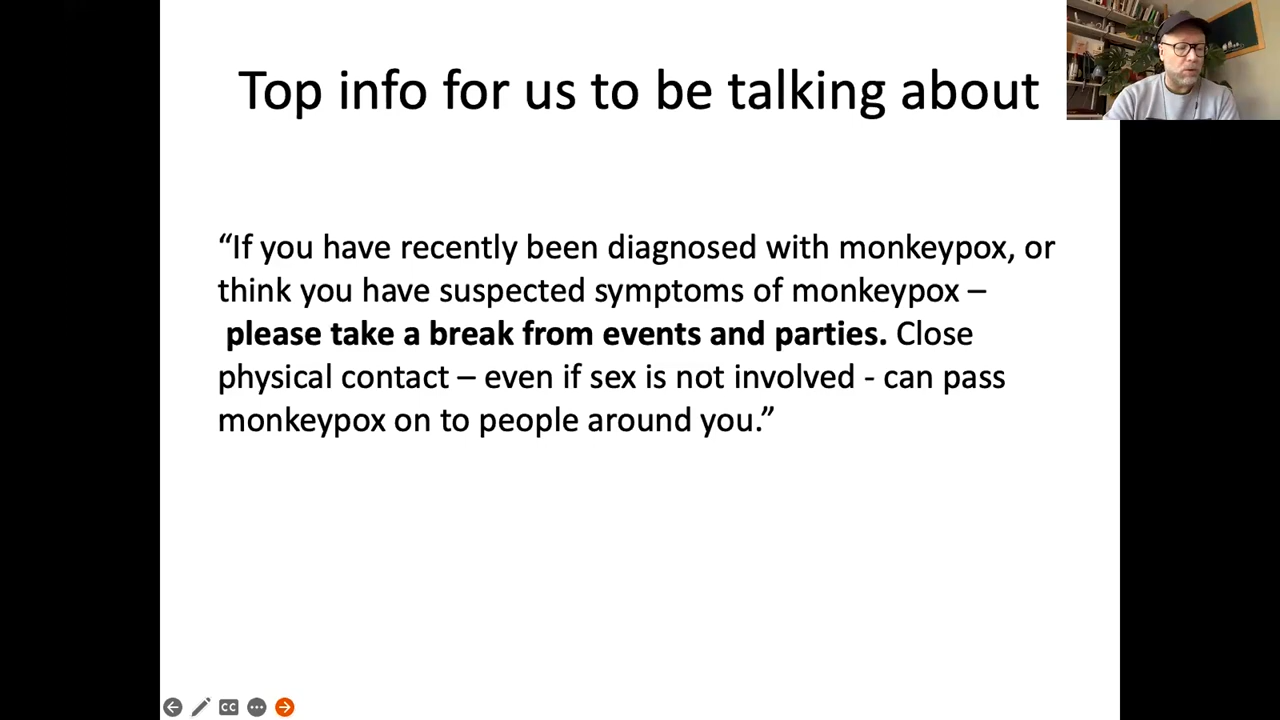 Top info for us to be talking about
“If you have recently been diagnosed with monkeypox, or
think you have suspected symptoms of monkeypox –
please take a break from events and parties. Close
physical contact – even if sex is not involved - can pass
monkeypox on to people around you.”
CC